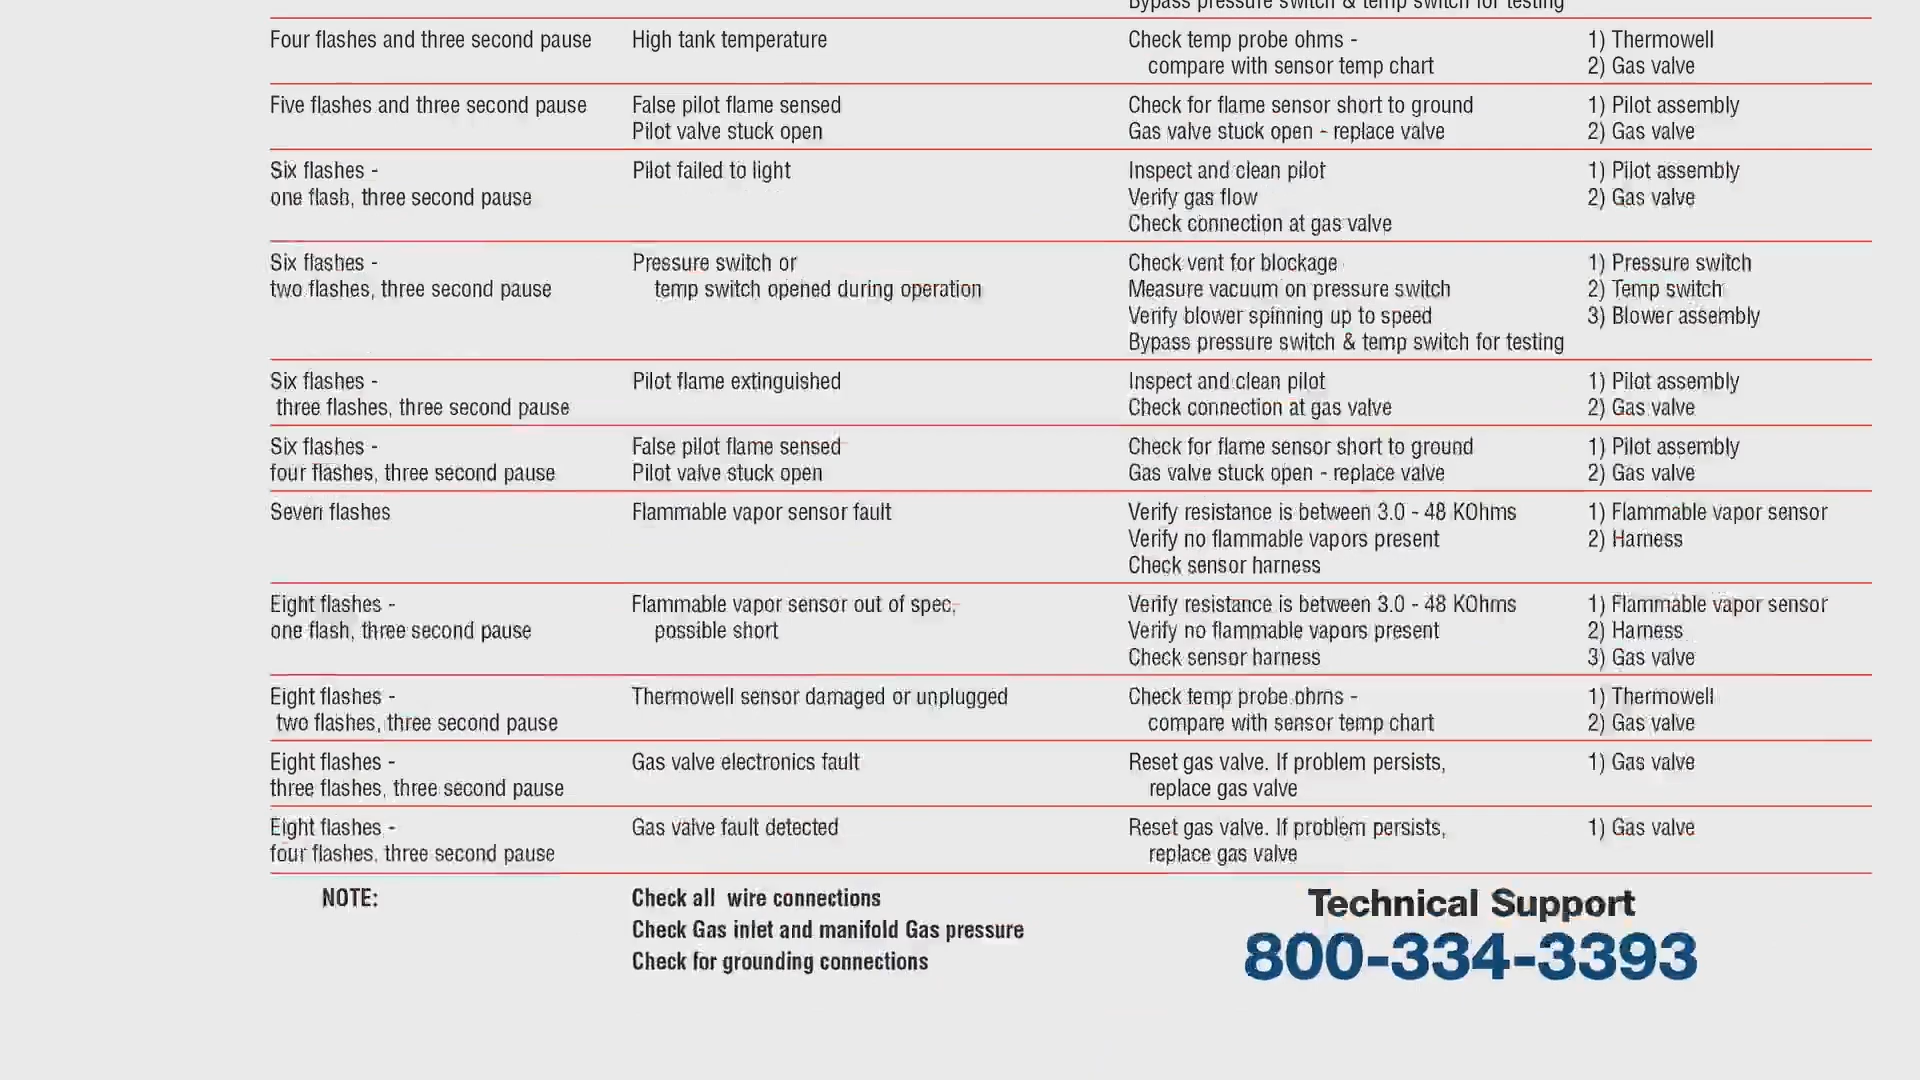 Bypass pressure switch & temp switch for testing
Four flashes and three second pause High tank temperature Check temp probe ohms - 1) Thermowell
compare with sensor temp chart 2) Gas valve
Five flashes and three second pause False pilot flame sensed Check for flame sensor short to ground 1) Pilot assembly
Pilot valve stuck open Gas valve stuck open - replace valve 2) Gas valve
Six flashes - Pilot failed to light Inspect and clean pilot 1) Pilot assembly
one flash, three second pause Verify gas flow 2) Gas valve
Check connection at gas valve
Six flashes - Pressure switch or Check vent for blockage 1) Pressure switch
two flashes, three second pause temp switch opened during operation Measure vacuum on pressure switch 2) Temp switch
Verify blower spinning up to speed 3) Blower assembly
Bypass pressure switch & temp switch for testing
Six flashes - Pilot flame extinguished Inspect and clean pilot 1) Pilot assembly
three flashes, three second pause Check connection at gas valve 2) Gas valve
Six flashes - False pilot flame sensed Check for flame sensor short to ground 1) Pilot assembly
four flashes, three second pause Pilot valve stuck open Gas valve stuck open - replace valve 2) Gas valve
Seven flashes Flammable vapor sensor fault Verify resistance is between 3.0 - 48 KOhms 1) Flammable vapor sensor
Verify no flammable vapors present 2) Harness
Check sensor harness
Eight flashes - Flammable vapor sensor out of spec, Verify resistance is between 3.0 - 48 KOhms 1) Flammable vapor sensor
one flash, three second pause possible short Verify no flammable vapors present 2) Harness
Check sensor harness 3) Gas valve
Eight flashes - Thermowell sensor damaged or unplugged Check temp probe ohms - 1) Thermowell
two flashes, three second pause compare with sensor temp chart 2) Gas valve
Eight flashes - Gas valve electronics fault Reset gas valve. If problem persists, 1) Gas valve
three flashes, three second pause replace gas valve
Eight flashes - Gas valve fault detected Reset gas valve. If problem persists, 1) Gas valve
four flashes, three second pause replace gas valve
NOTE: Check all wire connections Technical Support
Check Gas inlet and manifold Gas pressure 800-334-3393
Check for grounding connections